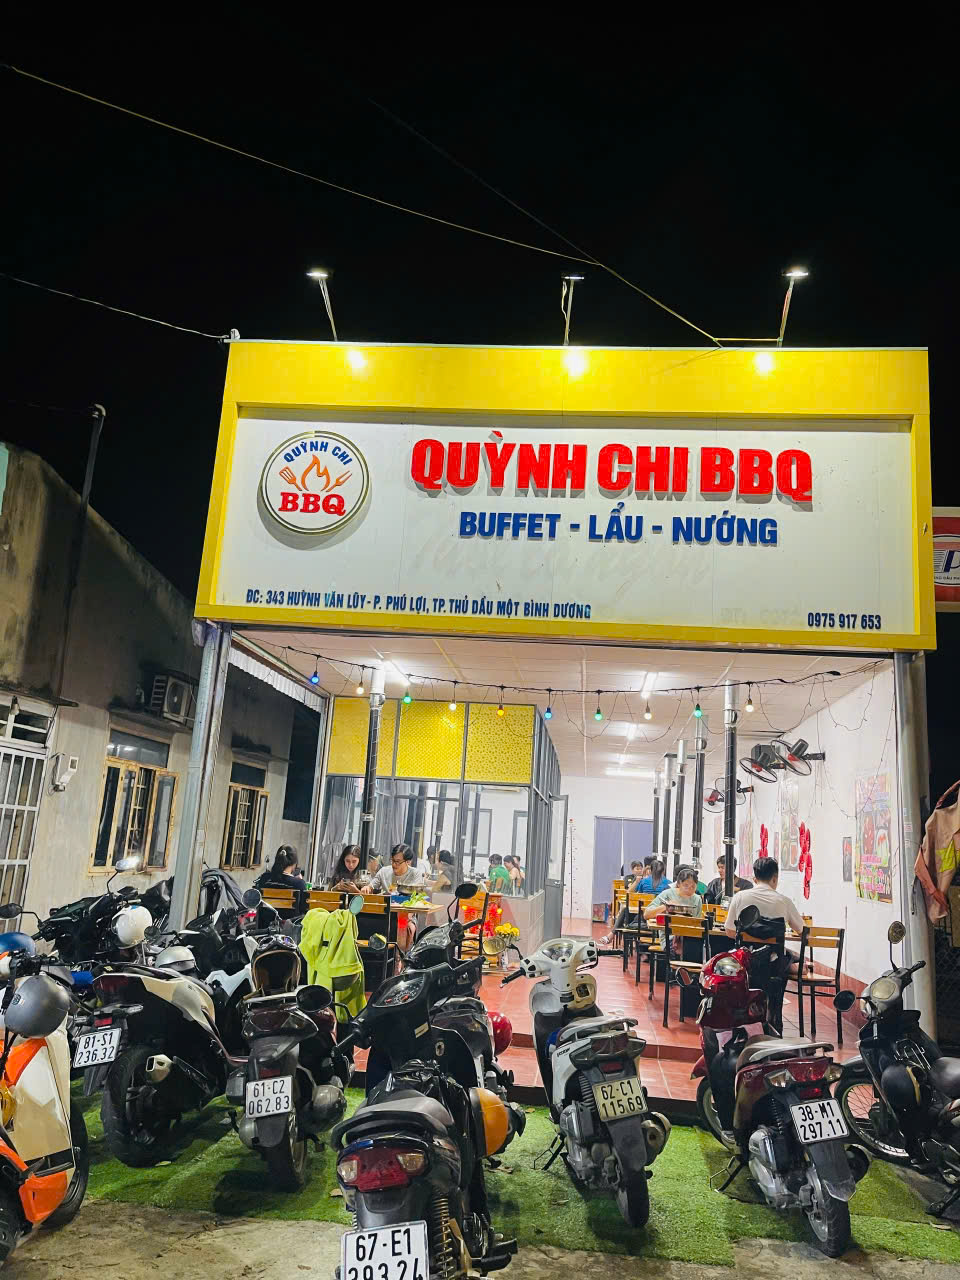 QUỲNH CHI
BBQ
QUỲNH CHI BBQ
BUFFET - LẨU - NƯỚNG
ĐC: 343 HUỲNH VĂN LŨY - P. PHÚ LỢI, TP. THỦ DẦU MỘT BÌNH DƯƠNG
0975 917 653
81-S1
236.32
61-C2
062.83
67-E1
293.24
62-C1
115.69
38-M1
297.11